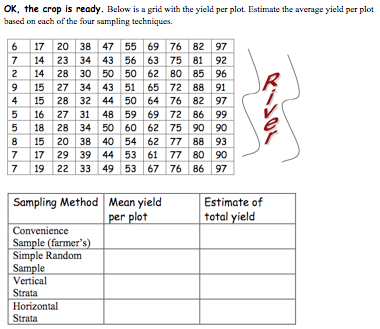 OK, the crop is ready. Below is a grid with the yield per plot. Estimate the average yield per plot
based on each of the four sampling techniques.
6 17 20 38 47 55 69 76 82 97
7 14 23 34 43 56 63 75 81 92
2 14 28 30 50 50 62 80 85 96
9 15 27 34 43 51 65 72 88 91
4 15 28 32 44 50 64 76 82 97
5 16 27 31 48 59 69 72 86 99
5 18 28 34 50 60 62 75 90 90
8 15 20 38 40 54 62 77 88 93
7 17 29 39 44 53 61 77 80 90
7 19 22 33 49 53 67 76 86 97
River
Sampling Method Mean yield per plot Estimate of total yield
Convenience
Sample (farmer's)
Simple Random
Sample
Vertical
Strata
Horizontal
Strata